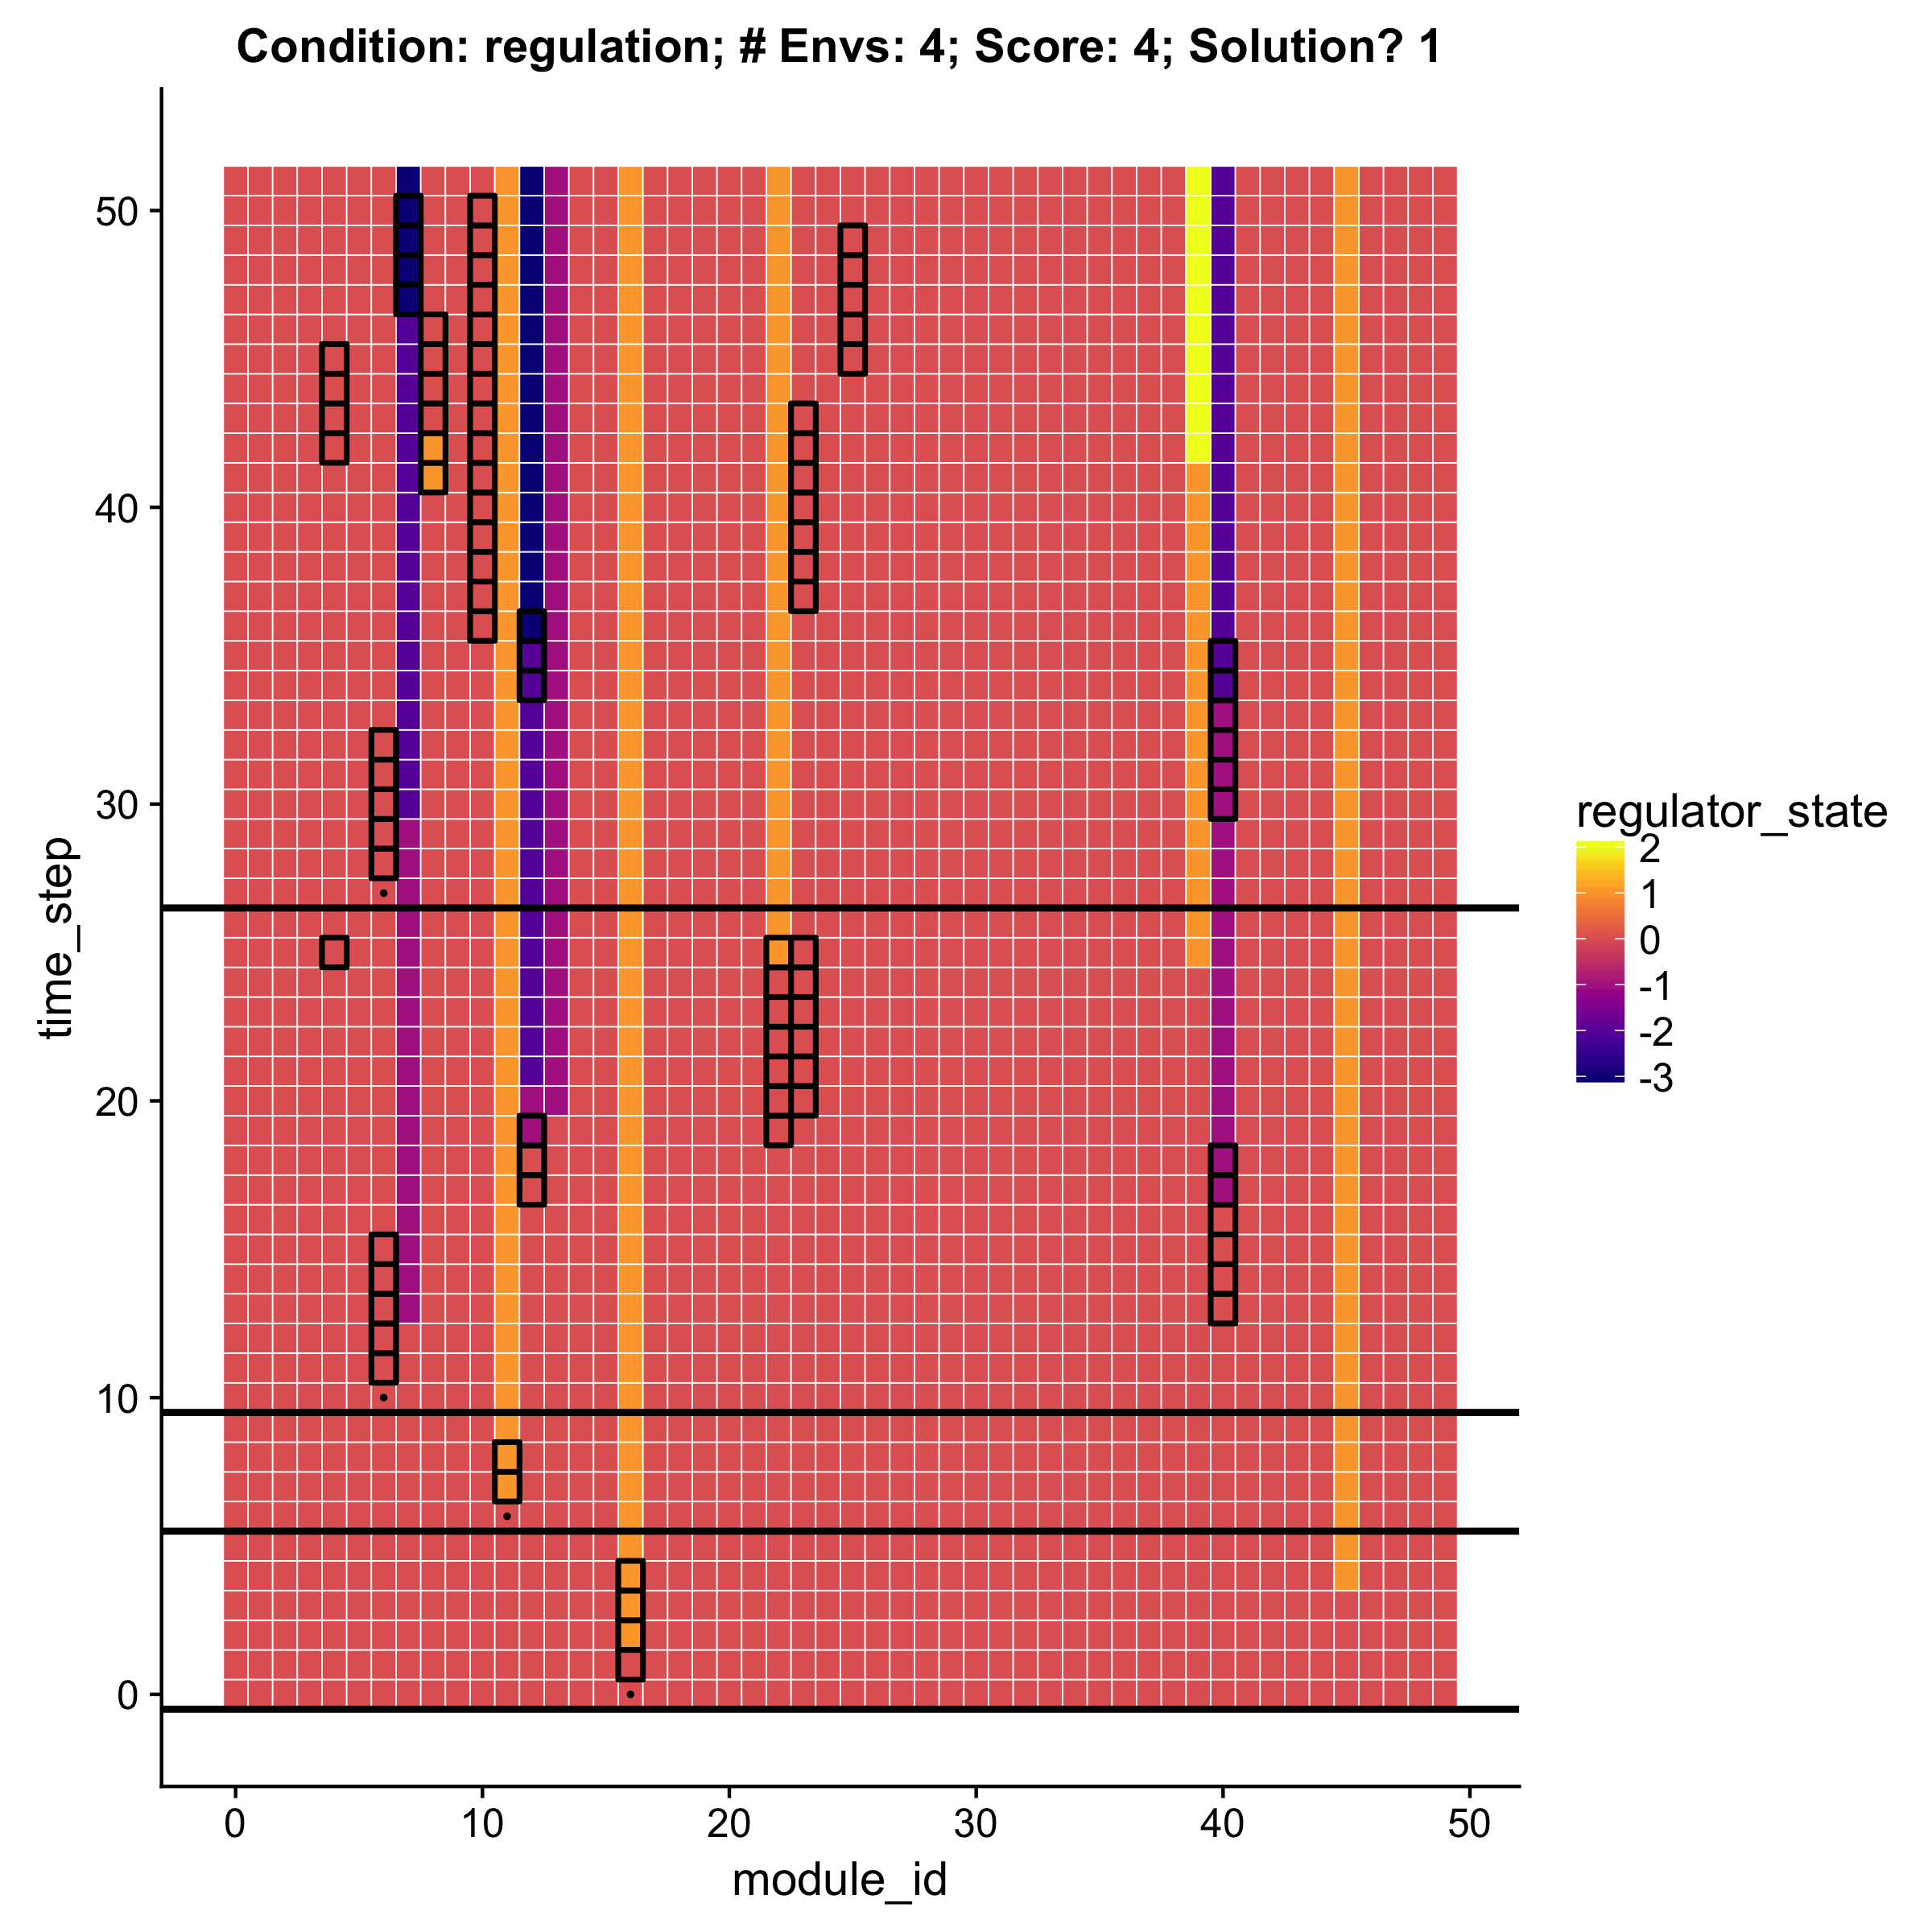 Condition: regulation; # Envs: 4; Score: 4; Solution? 1
50
40
30
20
10
0
time_step
0 10 20 30 40 50
module_id
regulator_state
2
1
0
-1
-2
-3